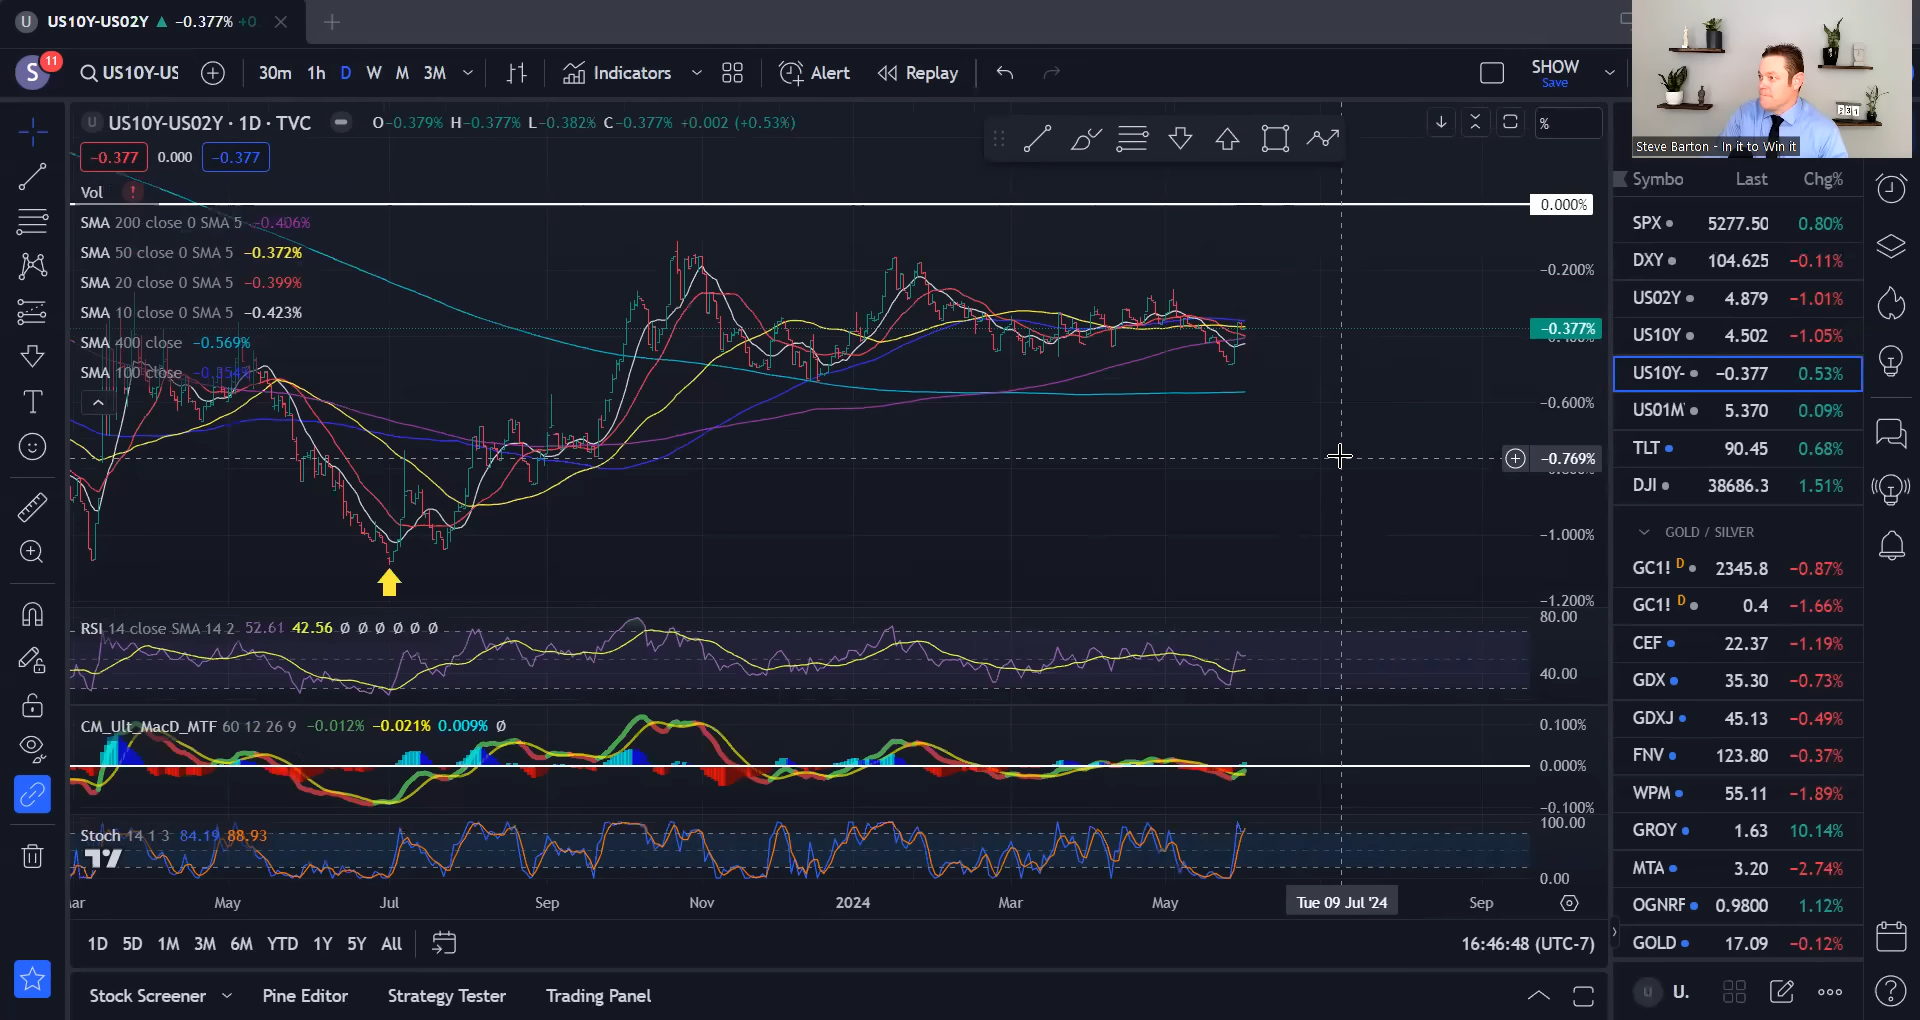 U US10Y-US02Y ▲ −0.377% +0
S 11 US10Y-US 30m 1h D W M 3M Indicators Alert Replay SHOW Save
U US10Y-US02Y · 1D · TVC O−0.379% H−0.377% L−0.382% C−0.377% +0.002 (+0.53%) %
−0.377 0.000 −0.377
Vol !
SMA 200 close 0 SMA 5 −0.406%
SMA 50 close 0 SMA 5 −0.372%
SMA 20 close 0 SMA 5 −0.399%
SMA 10 close 0 SMA 5 −0.423%
SMA 400 close −0.569%
SMA 100 close −0.354%
0.000%
−0.200%
−0.377%
−0.600%
−0.769%
−1.000%
−1.200%
RSI 14 close SMA 14 2 52.61 42.56 Ø Ø Ø Ø Ø Ø
80.00
40.00
CM_Ult_MacD_MTF 60 12 26 9 −0.012% −0.021% 0.009% Ø
0.100%
0.000%
−0.100%
Stoch 14 1 3 84.19 88.93
100.00
0.00
May Jul Sep Nov 2024 Mar May Tue 09 Jul '24 Sep
1D 5D 1M 3M 6M YTD 1Y 5Y All 16:46:48 (UTC-7)
Stock Screener Pine Editor Strategy Tester Trading Panel
Steve Barton - In it to Win it
Symbo Last Chg%
SPX 5277.50 0.80%
DXY 104.625 −0.11%
US02Y 4.879 −1.01%
US10Y 4.502 −1.05%
US10Y- −0.377 0.53%
US01M 5.370 0.09%
TLT 90.45 0.68%
DJI 38686.3 1.51%
GOLD / SILVER
GC1! D 2345.8 −0.87%
GC1! D 0.4 −1.66%
CEF 22.37 −1.19%
GDX 35.30 −0.73%
GDXJ 45.13 −0.49%
FNV 123.80 −0.37%
WPM 55.11 −1.89%
GROY 1.63 10.14%
MTA 3.20 −2.74%
OGNRF 0.9800 1.12%
GOLD 17.09 −0.12%
U U.